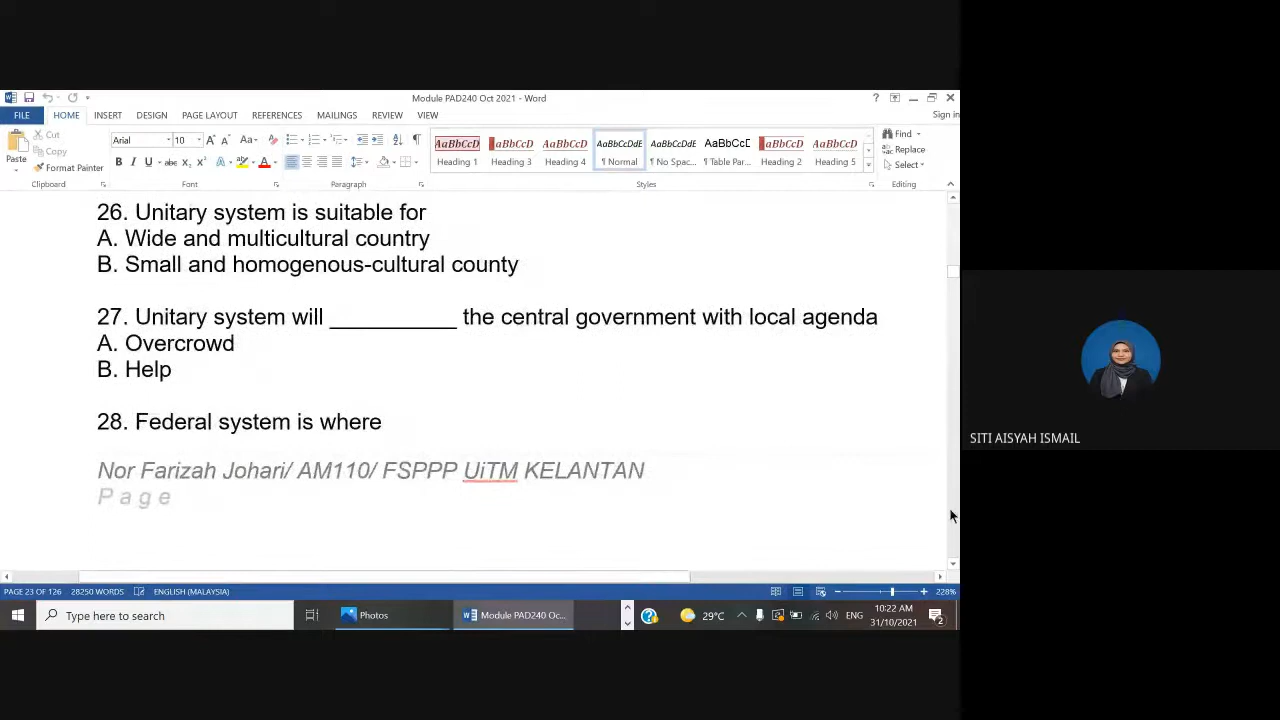 Module PAD240 Oct 2021 - Word
Sign in
FILE HOME INSERT DESIGN PAGE LAYOUT REFERENCES MAILINGS REVIEW VIEW
Paste
Cut
Copy
Format Painter
Clipboard
Arial 10
Font
Paragraph
AaBbCcD AaBbCcD AaBbCcD AaBbCcDdE AaBbCcDdE AaBbCc AaBbCcD AaBbCcD
Heading 1 Heading 3 Heading 4 ¶ Normal ¶ No Spac... ¶ Table Par... Heading 2 Heading 5
Styles
Find
Replace
Select
Editing
26. Unitary system is suitable for
A. Wide and multicultural country
B. Small and homogenous-cultural county
27. Unitary system will __________ the central government with local agenda
A. Overcrowd
B. Help
28. Federal system is where
Nor Farizah Johari/ AM110/ FSPPP UiTM KELANTAN
P a g e
PAGE 23 OF 126 28250 WORDS ENGLISH (MALAYSIA) 228%
Type here to search
Photos
Module PAD240 Oc...
29°C
ENG
10:22 AM
31/10/2021
2
SITI AISYAH ISMAIL